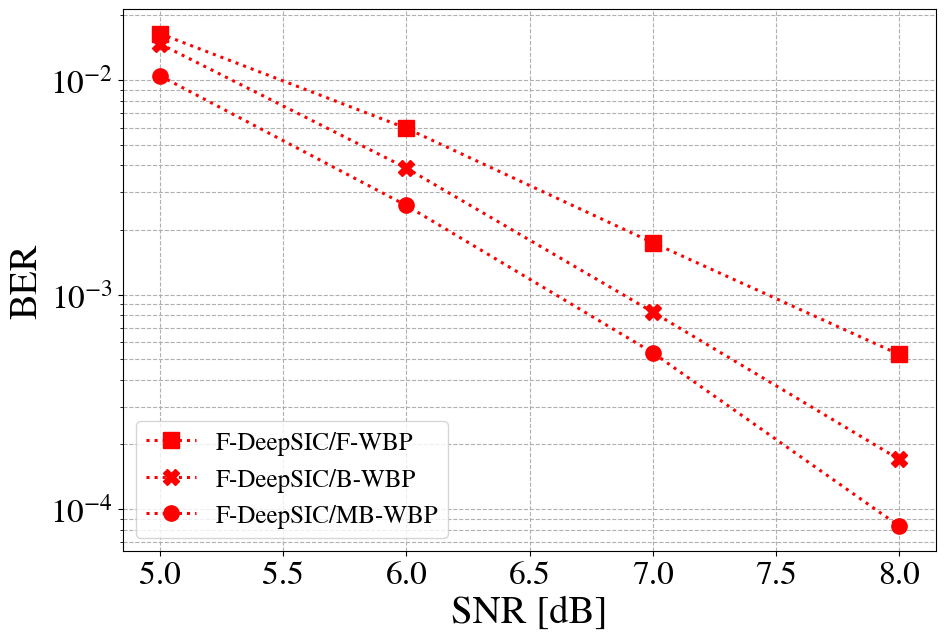 10⁻²
10⁻³
10⁻⁴
BER
F-DeepSIC/F-WBP
F-DeepSIC/B-WBP
F-DeepSIC/MB-WBP
5.0 5.5 6.0 6.5 7.0 7.5 8.0
SNR [dB]